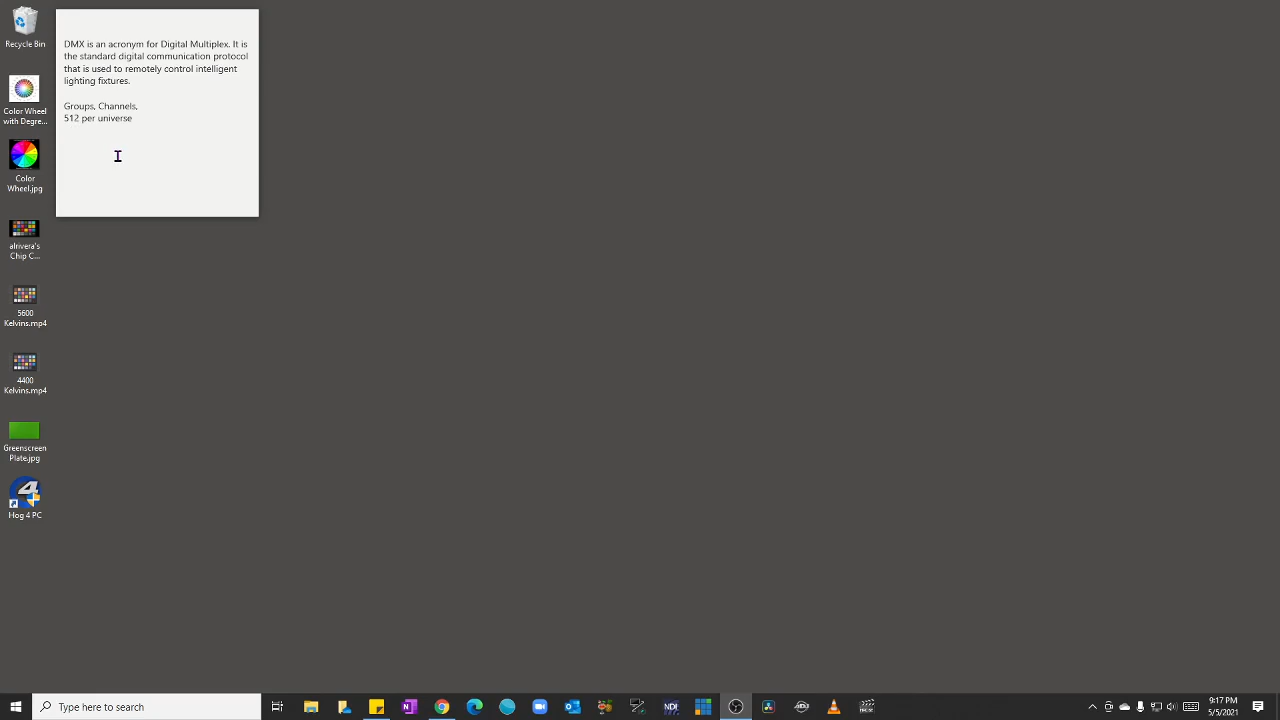 Recycle Bin
Color Wheel
with Degre...
Color
Wheel.jpg
alrivera's
Chip C...
5600
Kelvins.mp4
4400
Kelvins.mp4
Greenscreen
Plate.jpg
4
Hog 4 PC
DMX is an acronym for Digital Multiplex. It is
the standard digital communication protocol
that is used to remotely control intelligent
lighting fixtures.
Groups, Channels,
512 per universe
Type here to search
N
NDI
9:17 PM
5/5/2021